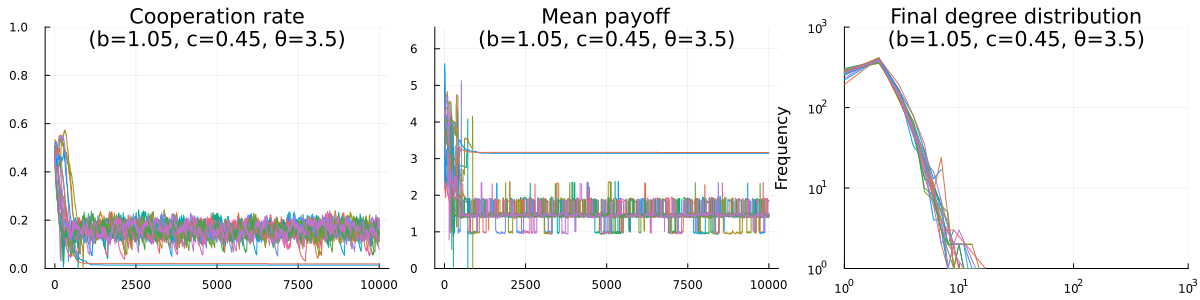 Cooperation rate
(b=1.05, c=0.45, θ=3.5)
1.0
0.8
0.6
0.4
0.2
0.0
0 2500 5000 7500 10000
Mean payoff
(b=1.05, c=0.45, θ=3.5)
6
5
4
3
2
1
0
0 2500 5000 7500 10000
Final degree distribution
(b=1.05, c=0.45, θ=3.5)
Frequency
10³
10²
10¹
10⁰
10⁰ 10¹ 10² 10³